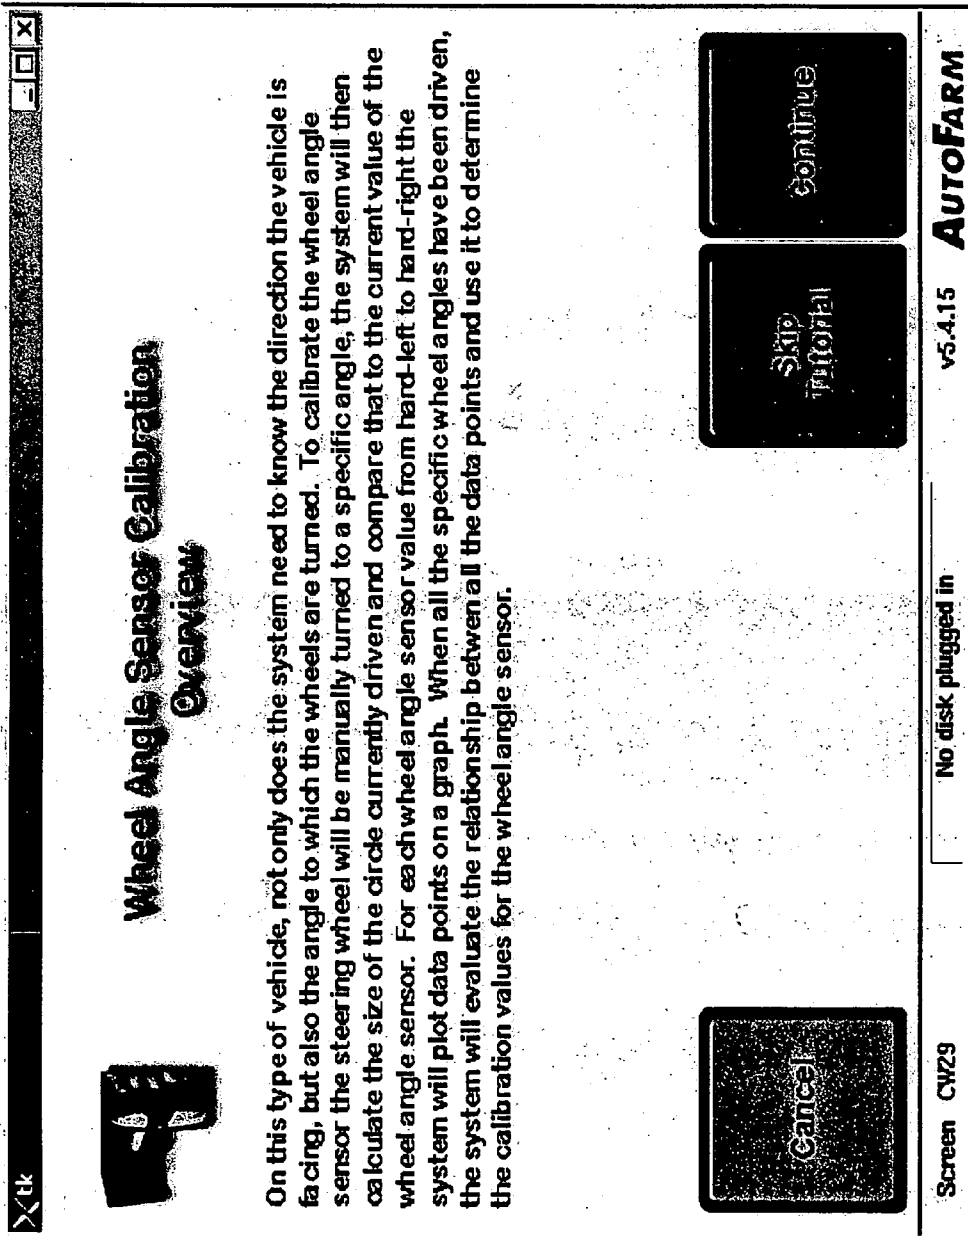 tk
Wheel Angle Sensor Calibration
Overview
On this type of vehicle, not only does the system need to know the direction the vehicle is
facing, but also the angle to which the wheels are turned. To calibrate the wheel angle
sensor the steering wheel will be manually turned to a specific angle, the system will then
calculate the size of the circle currently driven and compare that to the current value of the
wheel angle sensor. For each wheel angle sensor value from hard-left to hard-right the
system will plot data points on a graph. When all the specific wheel angles have been driven,
the system will evaluate the relationship betwen all the data points and use it to determine
the calibration values for the wheel angle sensor.
Cancel
Skip
Tutorial
Continue
Screen CW29
No disk plugged in
v5.4.15
AUTOFARM